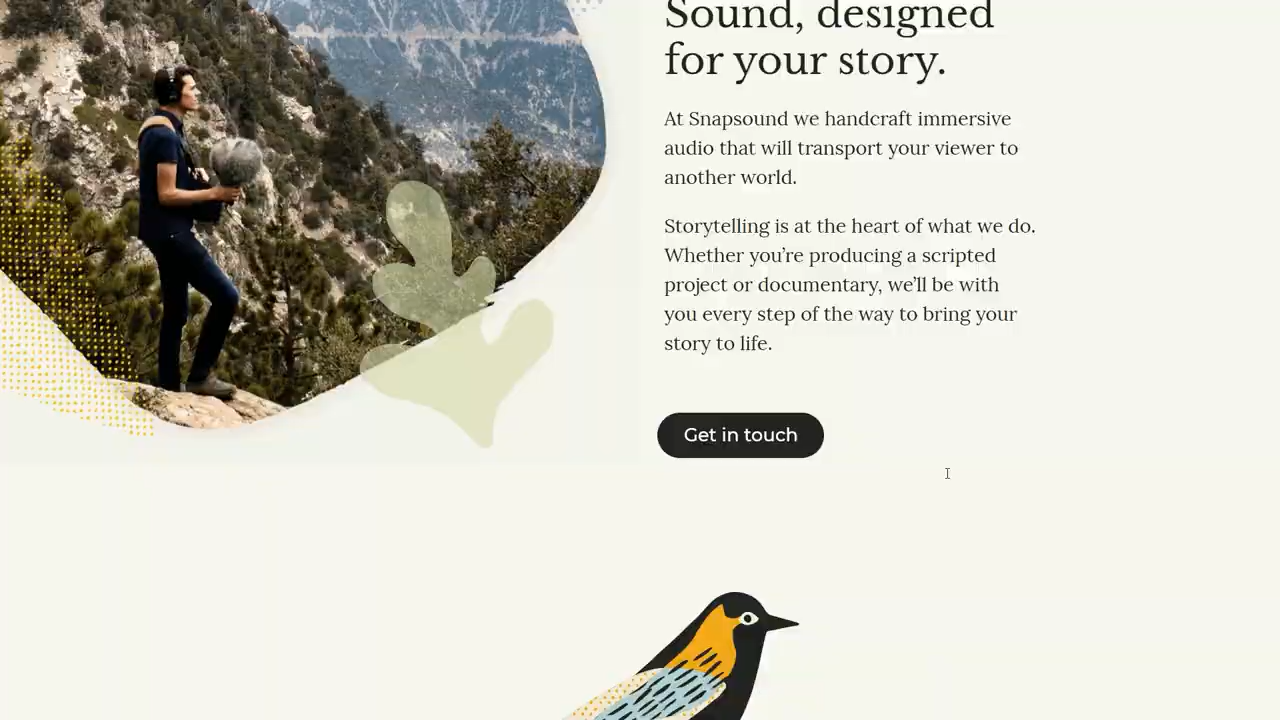 Sound, designed
for your story.
At Snapsound we handcraft immersive
audio that will transport your viewer to
another world.
Storytelling is at the heart of what we do.
Whether you’re producing a scripted
project or documentary, we’ll be with
you every step of the way to bring your
story to life.
Get in touch